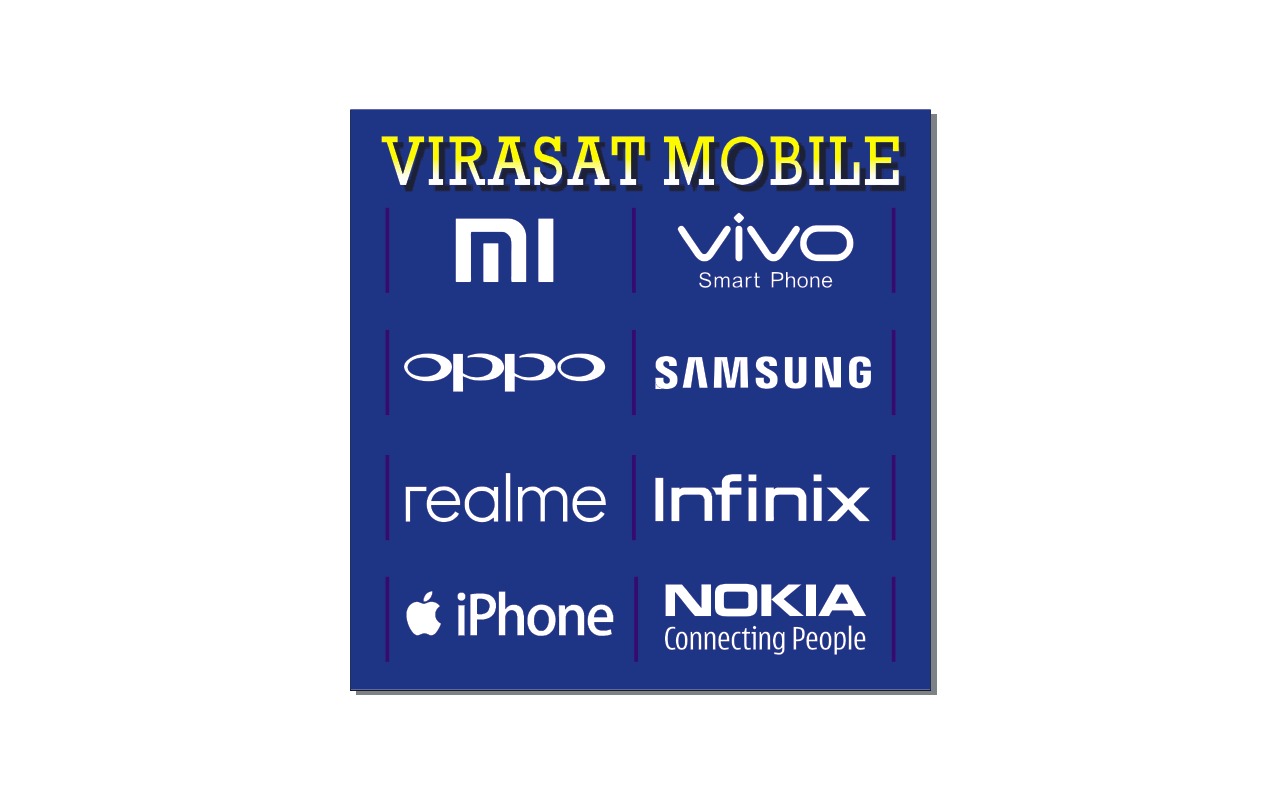 VIRASAT MOBILE
mi
vivo
Smart Phone
oppo
SAMSUNG
realme
Infinix
iPhone
NOKIA
Connecting People